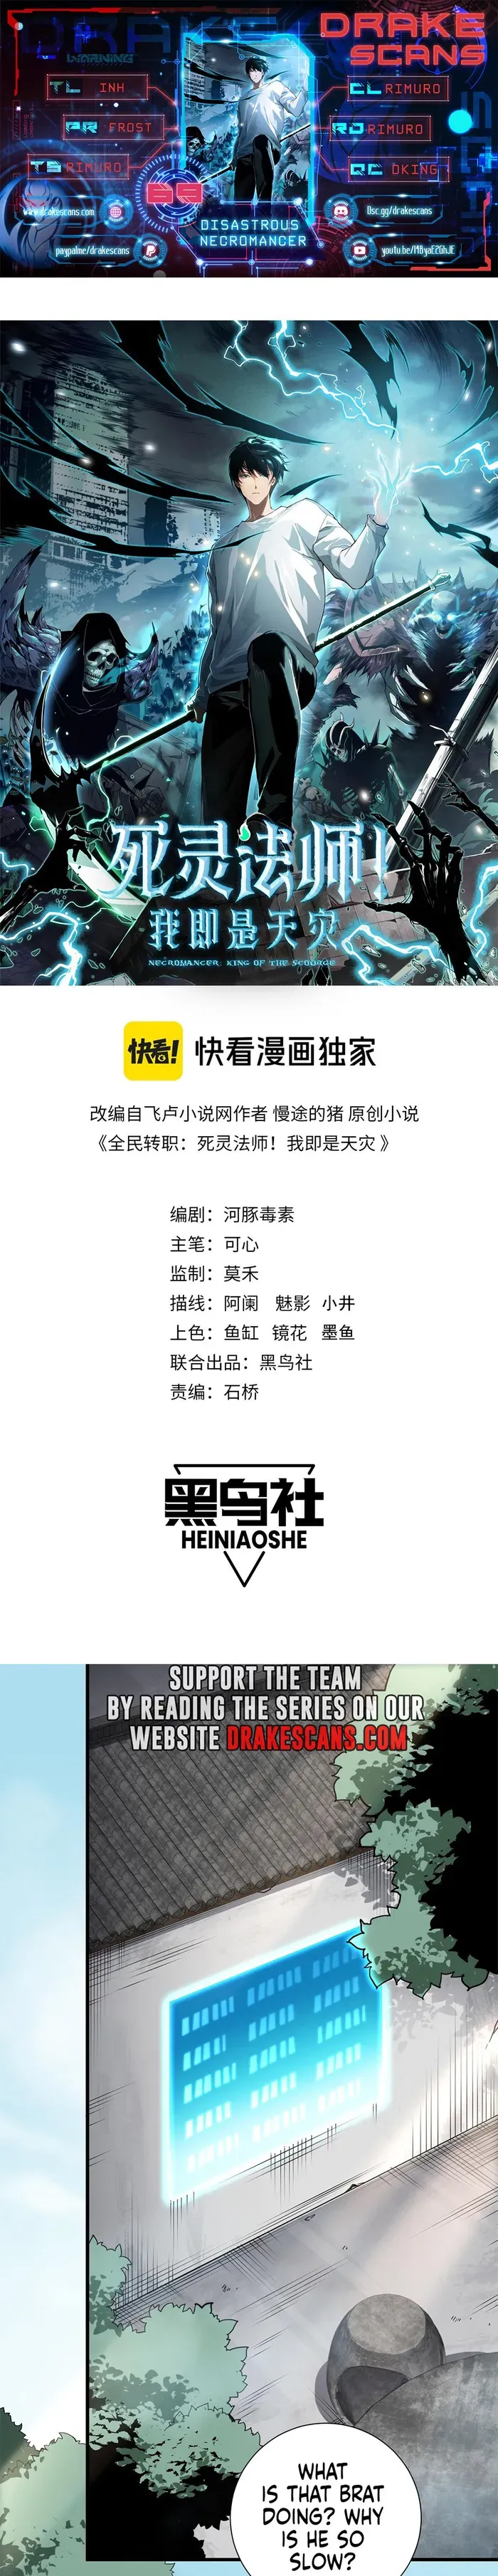 DRAKE
SCANS
WARNING
TL INH
CL RIMURO
PR FROST
RD RIMURO
TS RIMURO
QC DKING
www.drakescans.com
Dsc.gg/drakescans
DISASTROUS
NECROMANCER
paypalme/drakescans
死灵法师!
我即是天灾
NECROMANCER: KING OF THE SCOURGE
快看! 快看漫画独家
改编自飞卢小说网作者 慢途的猪 原创小说
《全民转职：死灵法师！我即是天灾 》
编剧：河豚毒素
主笔：可心
监制：莫禾
描线：阿阑 魅影 小井
上色：鱼缸 镜花 墨鱼
联合出品：黑鸟社
责编：石桥
黑鸟社
HEINIAOSHE
SUPPORT THE TEAM
BY READING THE SERIES ON OUR
WEBSITE DRAKESCANS.COM
WHAT
IS THAT BRAT
DOING? WHY
IS HE SO
SLOW?